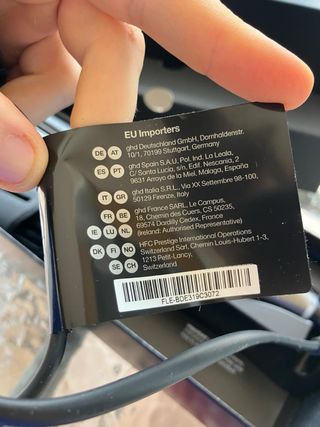 EU Importers
DE AT
ghd Deutschland GmbH, Dornhaldenstr.
10/1, 70199 Stuttgart, Germany
ES PT
ghd Spain S.A.U, Pol. Ind. La Leala,
C/ Santa Lucia, s/n, Edif. Nescania, 2
9631 Arroyo de la Miel, Málaga, España
IT GR
ghd Italia S.R.L., Via XX Settembre 98-100,
50129 Firenze, Italy
FR BE
IE LU NL
ghd France SARL, Le Campus,
18, Chemin des Cuers, CS 50235,
69574 Dardilly Cedex, France
(Ireland: Authorised Representative)
DK FI NO
SE CH
HFC Prestige International Operations
Switzerland Sarl, Chemin Louis-Hubert 1-3,
1213 Petit-Lancy,
Switzerland
FLE-BDE319C3072